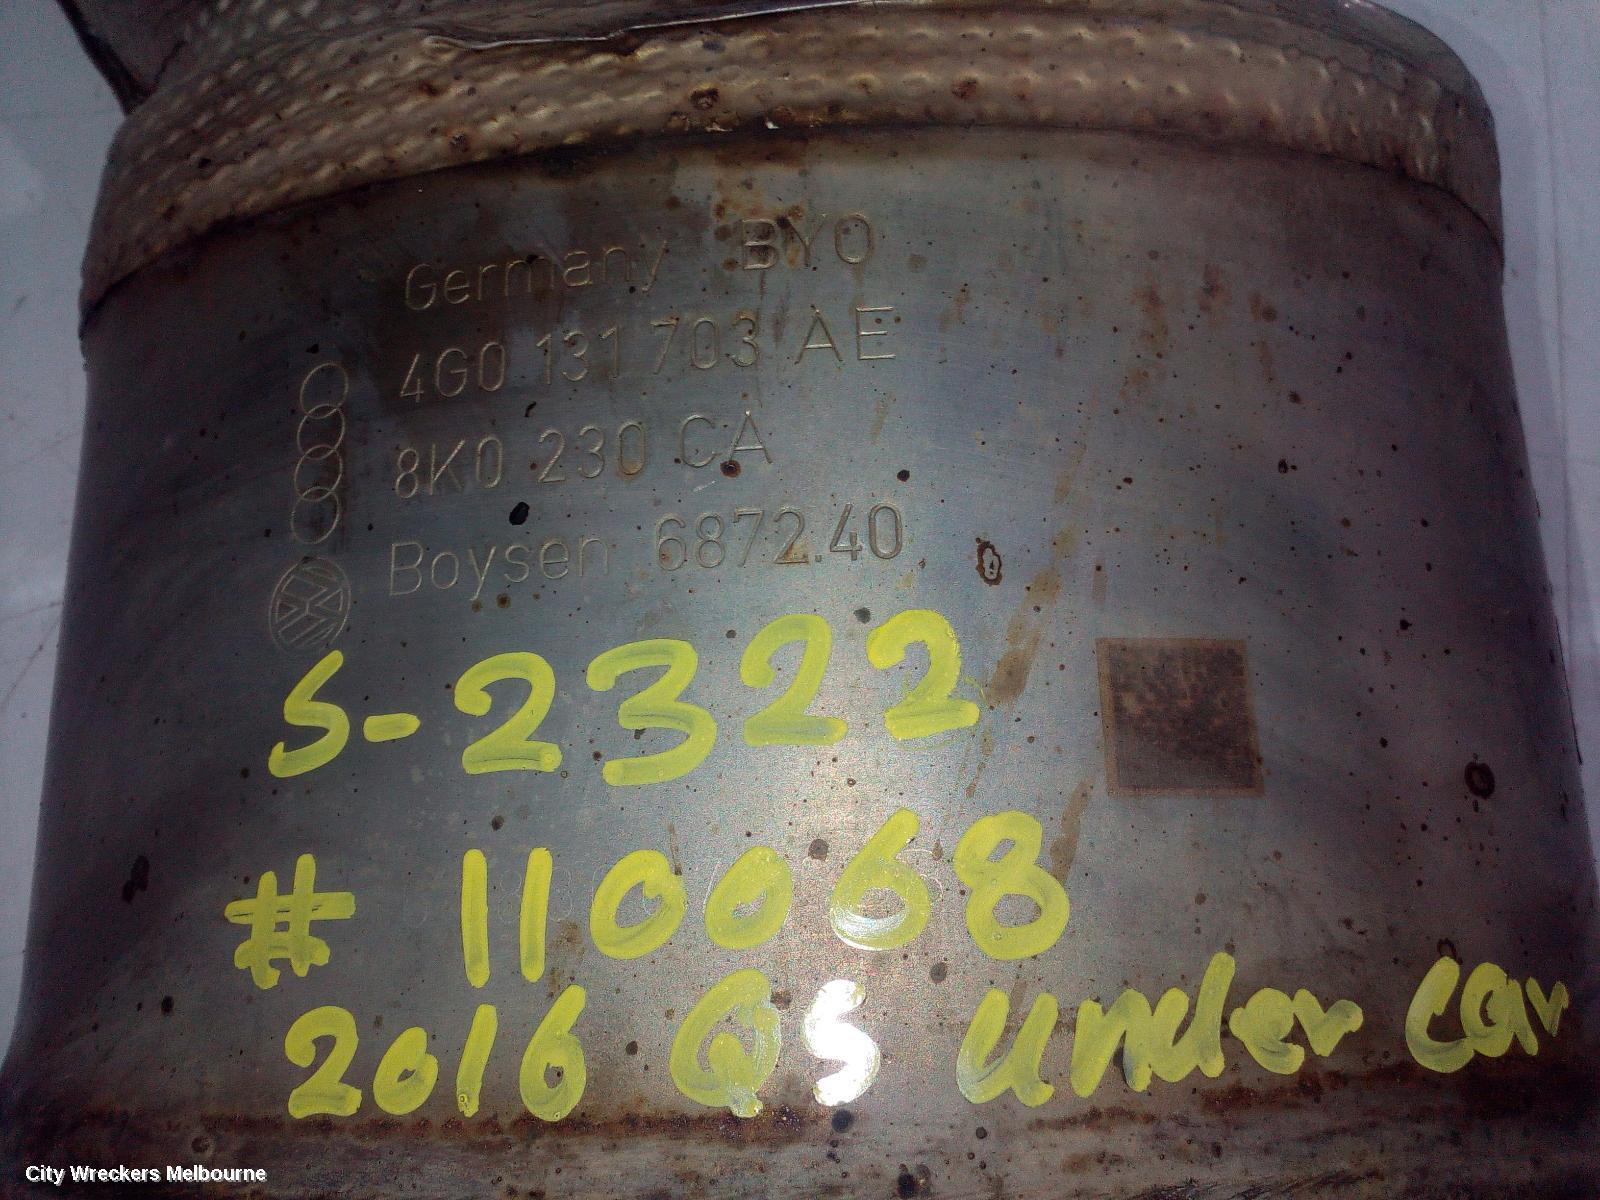 Germany BYO
4G0 131 703 AE
8K0 230 CA
Boysen 6872.40
S-2322
# 110068
2016 Q5 under car
City Wreckers Melbourne